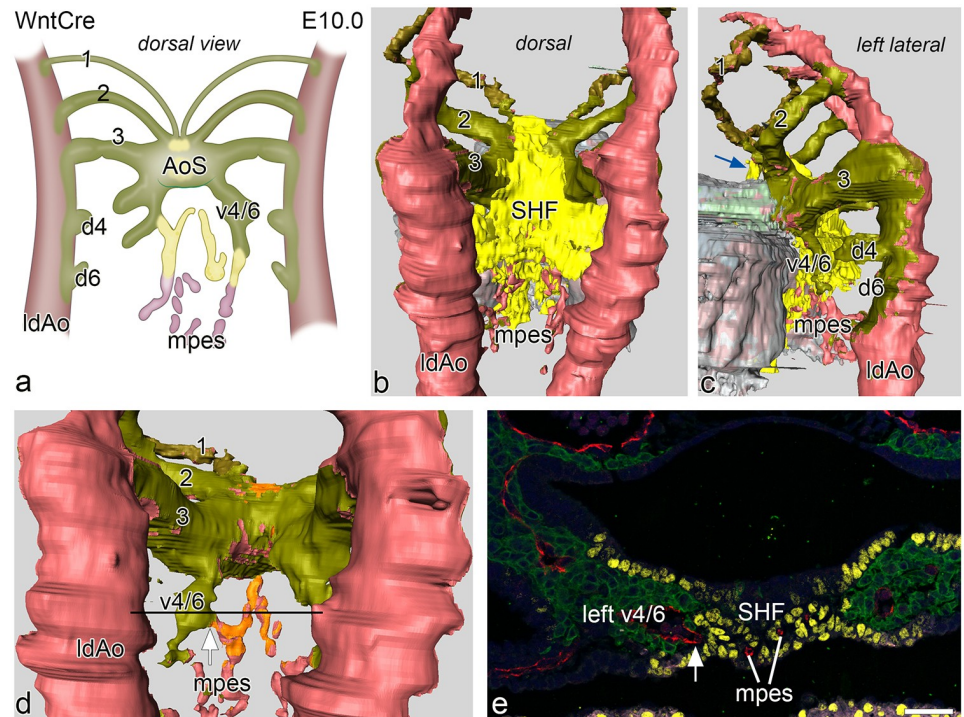 WntCre
E10.0
dorsal view
1
2
3
AoS
d4
v4/6
d6
ldAo
mpes
a
dorsal
1
2
3
SHF
mpes
ldAo
b
left lateral
1
2
3
d4
v4/6
d6
mpes
ldAo
c
1
2
3
v4/6
ldAo
mpes
d
left v4/6
SHF
mpes
e